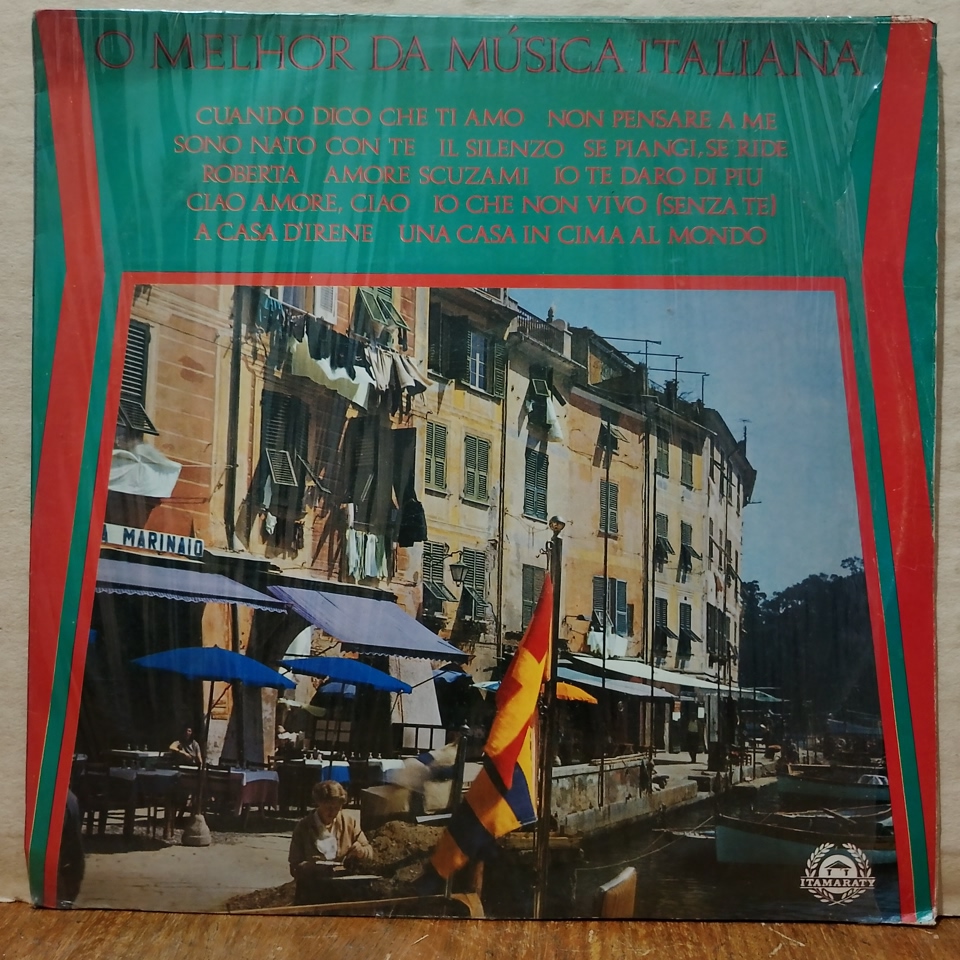 O MELHOR DA MÚSICA ITALIANA
CUANDO DICO CHE TI AMO NON PENSARE A ME
SONO NATO CON TE IL SILENZO SE PIANGI, SE RIDE
ROBERTA AMORE SCUZAMI IO TE DARO DI PIU
CIAO AMORE, CIAO IO CHE NON VIVO (SENZA TE)
A CASA D'IRENE UNA CASA IN CIMA AL MONDO
A MARINAIO
ITAMARATY